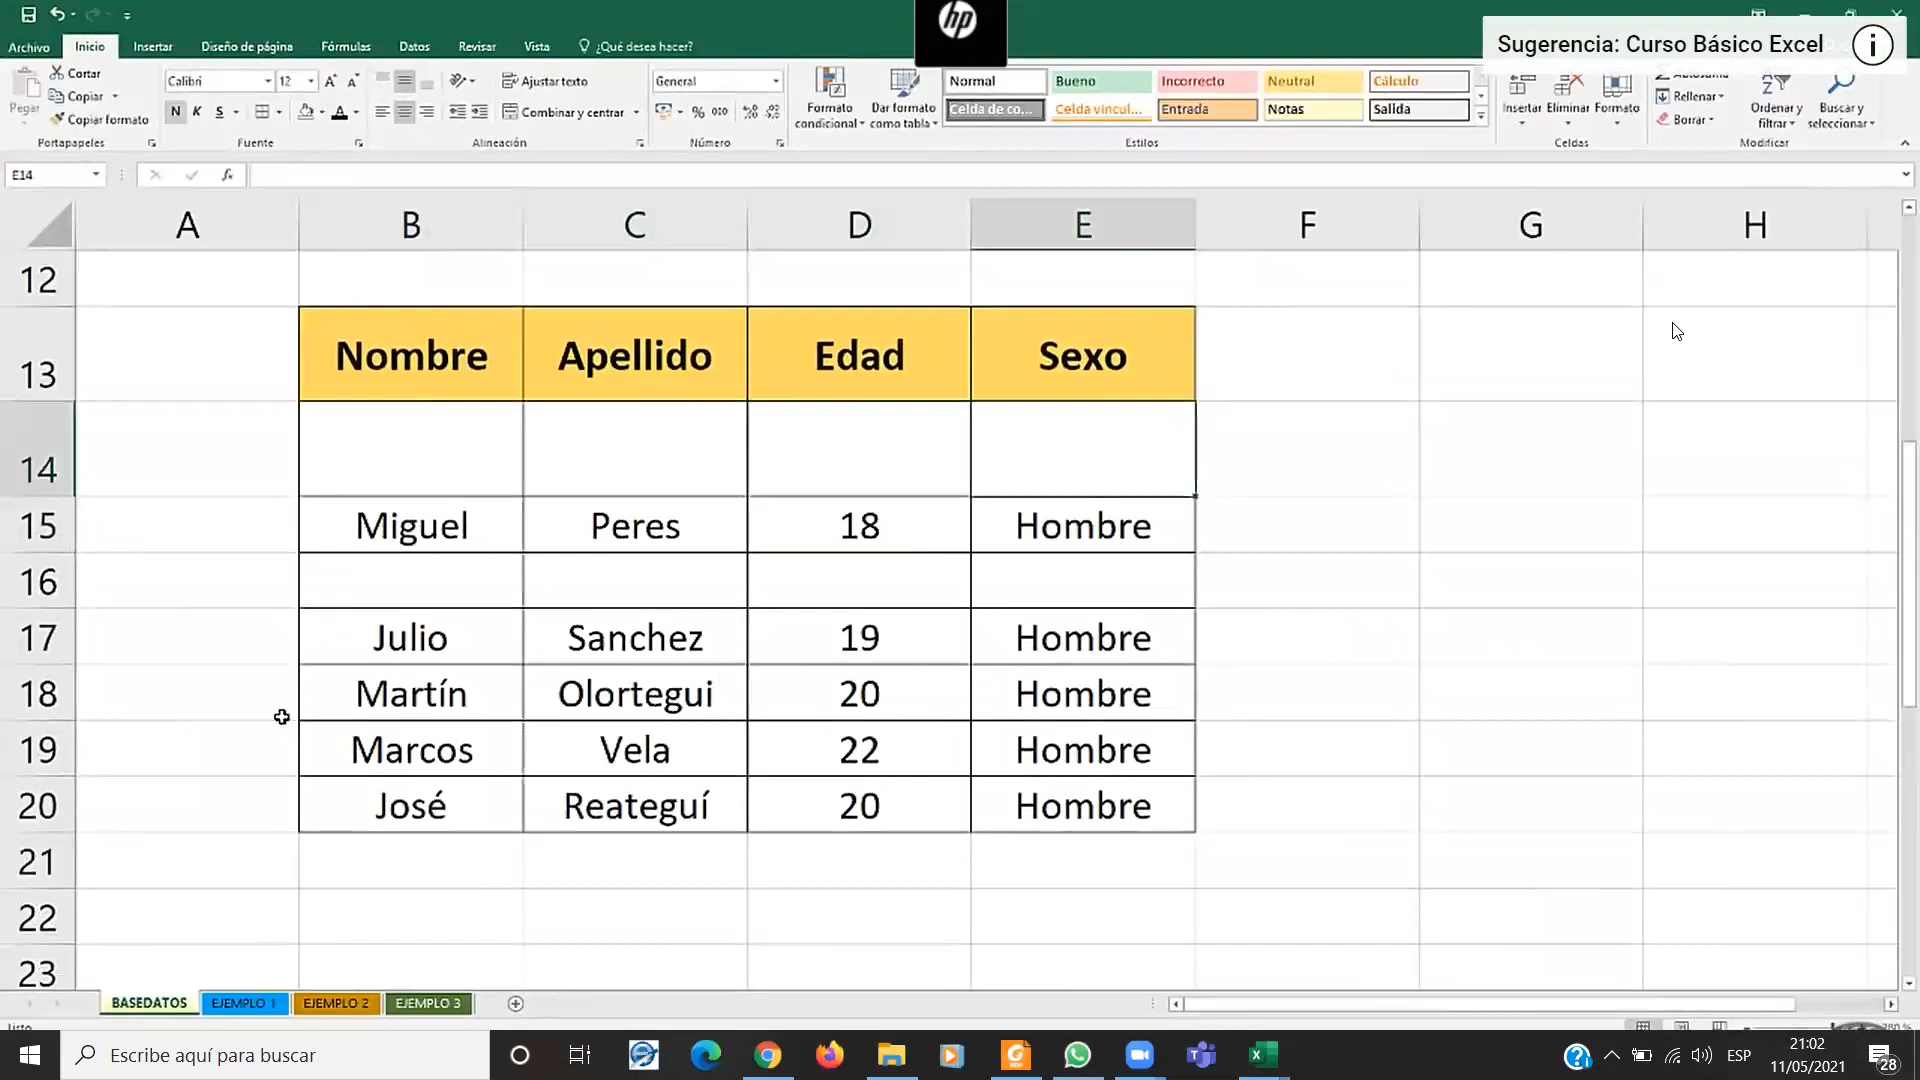 hp
Sugerencia: Curso Básico Excel
Archivo Inicio Insertar Diseño de página Fórmulas Datos Revisar Vista ¿Qué desea hacer?
Pegar
Cortar
Copiar
Copiar formato
Portapapeles
Calibri 12
N K S
Fuente
Ajustar texto
Combinar y centrar
Alineación
General
% 000
Número
Formato condicional
Dar formato como tabla
Normal Bueno Incorrecto Neutral Cálculo
Celda de co... Celda vincul... Entrada Notas Salida
Estilos
Insertar Eliminar Formato
Celdas
Autosuma
Rellenar
Borrar
Ordenar y filtrar
Buscar y seleccionar
Modificar
E14 fx
A B C D E F G H
12
13 Nombre Apellido Edad Sexo
14
15 Miguel Peres 18 Hombre
16
17 Julio Sanchez 19 Hombre
18 Martín Olortegui 20 Hombre
19 Marcos Vela 22 Hombre
20 José Reateguí 20 Hombre
21
22
23
BASEDATOS EJEMPLO 1 EJEMPLO 2 EJEMPLO 3
Escribe aquí para buscar
ESP
21:02
11/05/2021
28